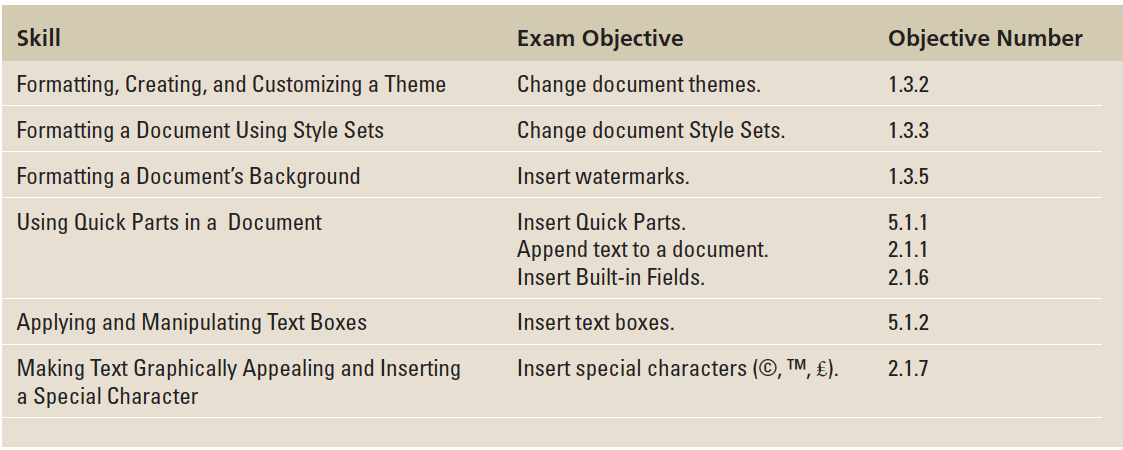 Skill Exam Objective Objective Number
Formatting, Creating, and Customizing a Theme Change document themes. 1.3.2
Formatting a Document Using Style Sets Change document Style Sets. 1.3.3
Formatting a Document’s Background Insert watermarks. 1.3.5
Using Quick Parts in a Document Insert Quick Parts. 5.1.1
Append text to a document. 2.1.1
Insert Built-in Fields. 2.1.6
Applying and Manipulating Text Boxes Insert text boxes. 5.1.2
Making Text Graphically Appealing and Inserting Insert special characters (©, ™, £). 2.1.7
a Special Character